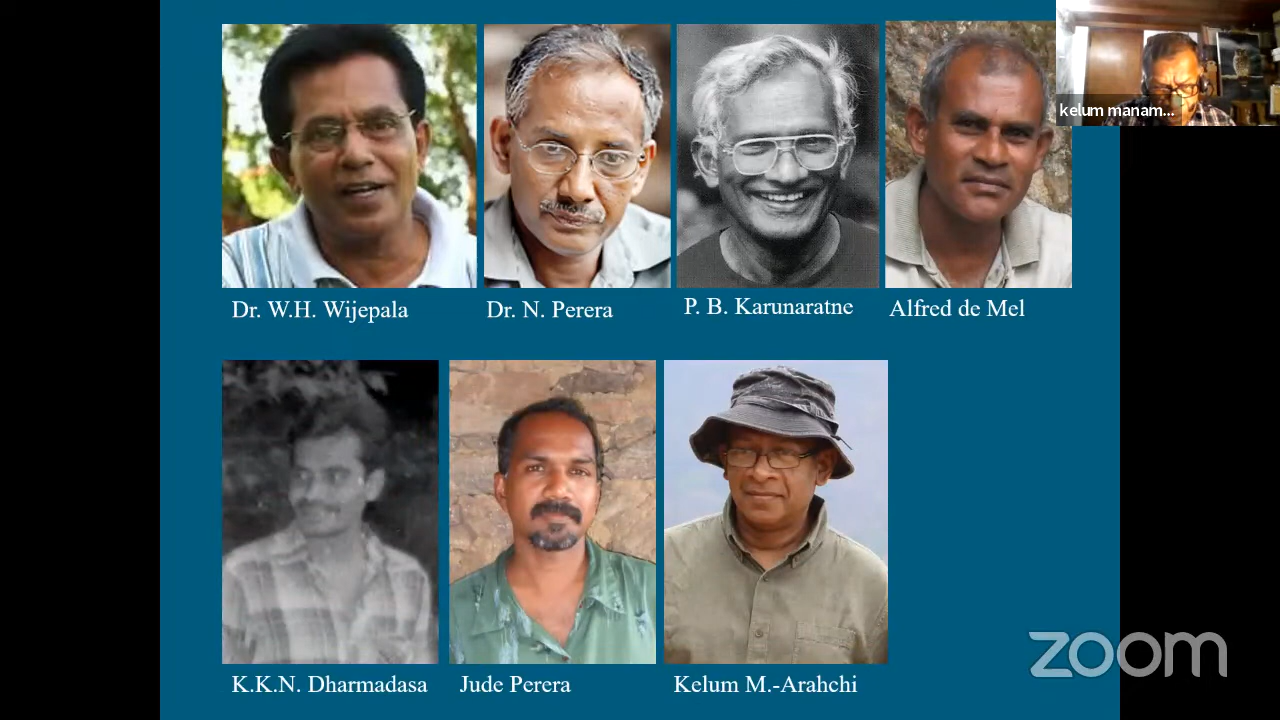 kelum manam...
Dr. W.H. Wijepala
Dr. N. Perera
P. B. Karunaratne
Alfred de Mel
K.K.N. Dharmadasa
Jude Perera
Kelum M.-Arahchi
zoom